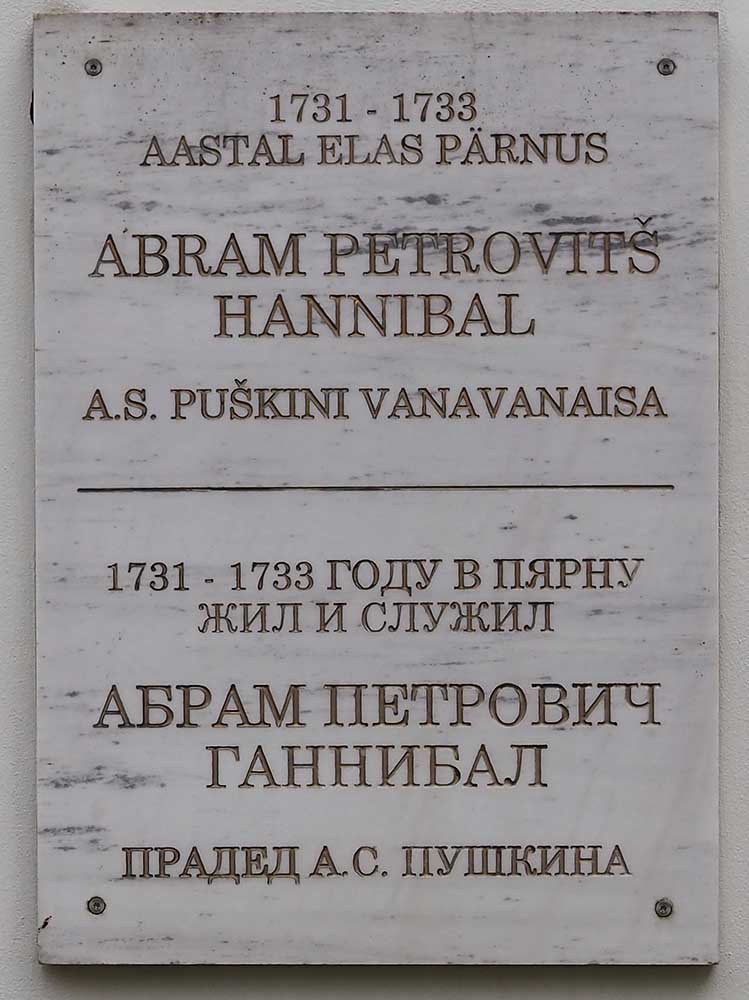 1731 - 1733
AASTAL ELAS PÄRNUS
ABRAM PETROVITŠ
HANNIBAL
A.S. PUŠKINI VANAVANAISA
1731 - 1733 ГОДУ В ПЯРНУ
ЖИЛ И СЛУЖИЛ
АБРАМ ПЕТРОВИЧ
ГАННИБАЛ
ПРАДЕД А.С. ПУШКИНА